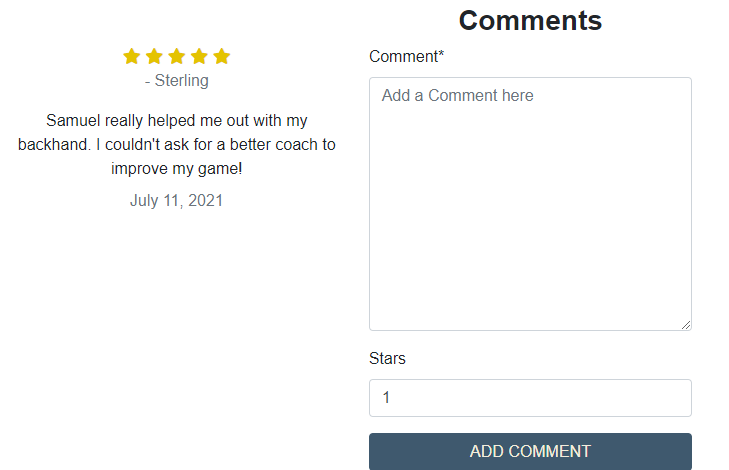 - Sterling
Samuel really helped me out with my
backhand. I couldn't ask for a better coach to
improve my game!
July 11, 2021
Comments
Comment*
Add a Comment here
Stars
1
ADD COMMENT